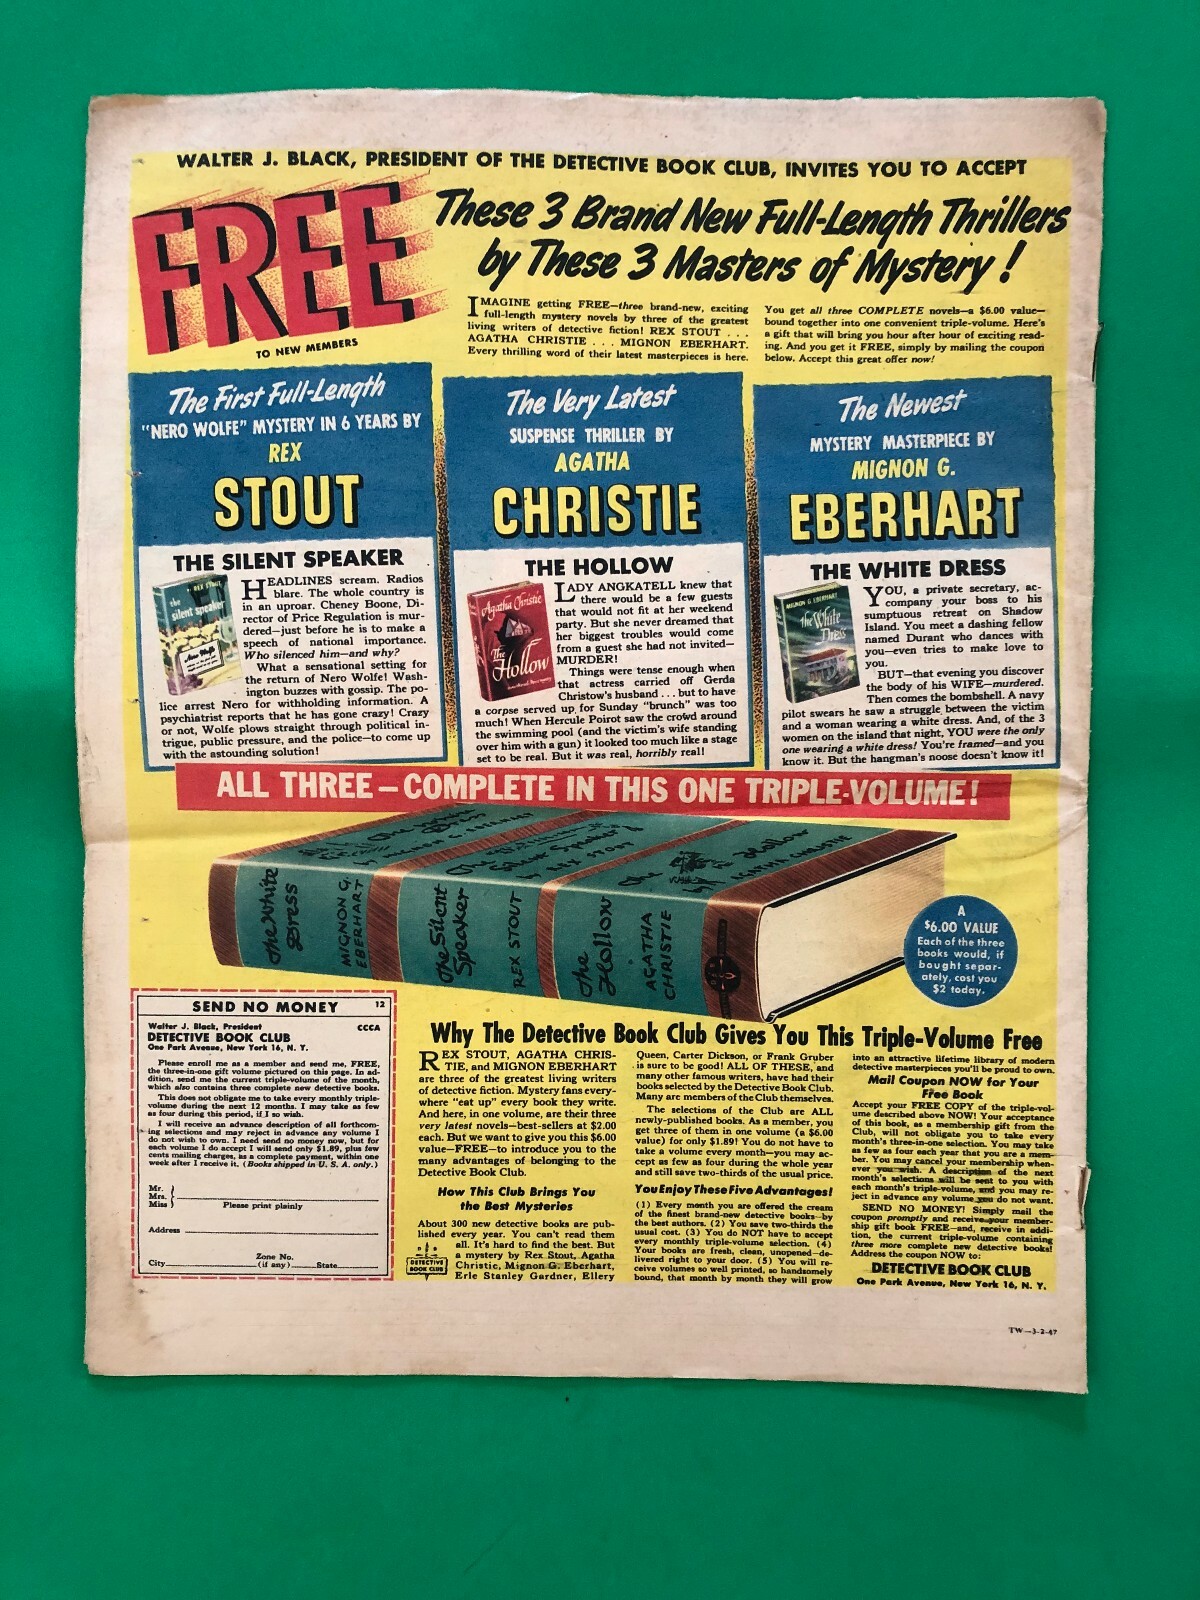 WALTER J. BLACK, PRESIDENT OF THE DETECTIVE BOOK CLUB, INVITES YOU TO ACCEPT
FREE
TO NEW MEMBERS
These 3 Brand New Full-Length Thrillers
by These 3 Masters of Mystery!
IMAGINE getting FREE—three brand-new, exciting
full-length mystery novels by three of the greatest
living writers of detective fiction! REX STOUT . . .
AGATHA CHRISTIE . . . MIGNON EBERHART.
Every thrilling word of their latest masterpieces is here.
You get all three COMPLETE novels—a $6.00 value—
bound together into one convenient triple-volume. Here's
a gift that will bring you hour after hour of exciting read-
ing. And you get it FREE, simply by mailing the coupon
below. Accept this great offer now!
The First Full-Length
"NERO WOLFE" MYSTERY IN 6 YEARS BY
REX
STOUT
THE SILENT SPEAKER
REX STOUT
the silent speaker
Nero Wolfe
HEADLINES scream. Radios
blare. The whole country is
in an uproar. Cheney Boone, Di-
rector of Price Regulation is mur-
dered—just before he is to make a
speech of national importance.
Who silenced him—and why?
What a sensational setting for
the return of Nero Wolfe! Wash-
ington buzzes with gossip. The po-
lice arrest Nero for withholding information. A
psychiatrist reports that he has gone crazy! Crazy
or not, Wolfe plows straight through political in-
trigue, public pressure, and the police—to come up
with the astounding solution!
The Very Latest
SUSPENSE THRILLER BY
AGATHA
CHRISTIE
THE HOLLOW
Agatha Christie
The Hollow
LADY ANGKATELL knew that
there would be a few guests
that would not fit at her weekend
party. But she never dreamed that
her biggest troubles would come
from a guest she had not invited—
MURDER!
Things were tense enough when
that actress carried off Gerda
Christow's husband . . . but to have
a corpse served up for Sunday "brunch" was too
much! When Hercule Poirot saw the crowd around
the swimming pool (and the victim's wife standing
over him with a gun) it looked too much like a stage
set to be real. But it was real, horribly real!
The Newest
MYSTERY MASTERPIECE BY
MIGNON G.
EBERHART
THE WHITE DRESS
MIGNON G. EBERHART
the White Dress
YOU, a private secretary, ac-
company your boss to his
sumptuous retreat on Shadow
Island. You meet a dashing fellow
named Durant who dances with
you—even tries to make love to
you.
BUT—that evening you discover
the body of his WIFE—murdered.
Then comes the bombshell. A navy
pilot swears he saw a struggle between the victim
and a woman wearing a white dress. And, of the 3
women on the island that night, YOU were the only
one wearing a white dress! You're framed—and you
know it. But the hangman's noose doesn't know it!
ALL THREE—COMPLETE IN THIS ONE TRIPLE-VOLUME!
The White Dress
MIGNON G. EBERHART
The Silent Speaker
REX STOUT
The Hollow
AGATHA CHRISTIE
A
$6.00 VALUE
Each of the three
books would, if
bought separ-
ately, cost you
$2 today.
SEND NO MONEY 12
Walter J. Black, President CCCA
DETECTIVE BOOK CLUB
One Park Avenue, New York 16, N. Y.
Please enroll me as a member and send me, FREE,
the three-in-one gift volume pictured on this page. In ad-
dition, send me the current triple-volume of the month,
which also contains three complete new detective books.
This does not obligate me to take every monthly triple-
volume during the next 12 months. I may take as few
as four during this period, if I so wish.
I will receive an advance description of all forthcom-
ing selections and may reject in advance any volume I
do not wish to own. I need send no money now, but for
each volume I do accept I will send only $1.89, plus few
cents mailing charges, as a complete payment, within one
week after I receive it. (Books shipped in U. S. A. only.)
Mr.
Mrs.
Miss
Please print plainly
Address
Zone No.
City (if any) State
Why The Detective Book Club Gives You This Triple-Volume Free
REX STOUT, AGATHA CHRIS-
TIE, and MIGNON EBERHART
are three of the greatest living writers
of detective fiction. Mystery fans every-
where "eat up" every book they write.
And here, in one volume, are their three
very latest novels—best-sellers at $2.00
each. But we want to give you this $6.00
value—FREE—to introduce you to the
many advantages of belonging to the
Detective Book Club.
How This Club Brings You
the Best Mysteries
About 300 new detective books are pub-
lished every year. You can't read them
all. It's hard to find the best. But
a mystery by Rex Stout, Agatha
Christie, Mignon G. Eberhart,
Erle Stanley Gardner, Ellery
DETECTIVE
BOOK CLUB
Queen, Carter Dickson, or Frank Gruber
is sure to be good! ALL OF THESE, and
many other famous writers, have had their
books selected by the Detective Book Club.
Many are members of the Club themselves.
The selections of the Club are ALL
newly-published books. As a member, you
get three of them in one volume (a $6.00
value) for only $1.89! You do not have to
take a volume every month—you may ac-
cept as few as four during the whole year
and still save two-thirds of the usual price.
You Enjoy These Five Advantages!
(1) Every month you are offered the cream
of the finest brand-new detective books—by
the best authors. (2) You save two-thirds the
usual cost. (3) You do NOT have to accept
every monthly triple-volume selection. (4)
Your books are fresh, clean, unopened—de-
livered right to your door. (5) You will re-
ceive volumes so well printed, so handsomely
bound, that month by month they will grow
into an attractive lifetime library of modern
detective masterpieces you'll be proud to own.
Mail Coupon NOW for Your
Free Book
Accept your FREE COPY of the triple-vol-
ume described above NOW! Your acceptance
of this book, as a membership gift from the
Club, will not obligate you to take every
month's three-in-one selection. You may take
as few as four each year that you are a mem-
ber. You may cancel your membership when-
ever you wish. A description of the next
month's selections will be sent to you with
each month's triple-volume, and you may re-
ject in advance any volume you do not want.
SEND NO MONEY! Simply mail the
coupon promptly and receive your member-
ship gift book FREE—and, receive in addi-
tion, the current triple-volume containing
three more complete new detective books!
Address the coupon NOW to:
DETECTIVE BOOK CLUB
One Park Avenue, New York 16, N. Y.
TW—3-2-47